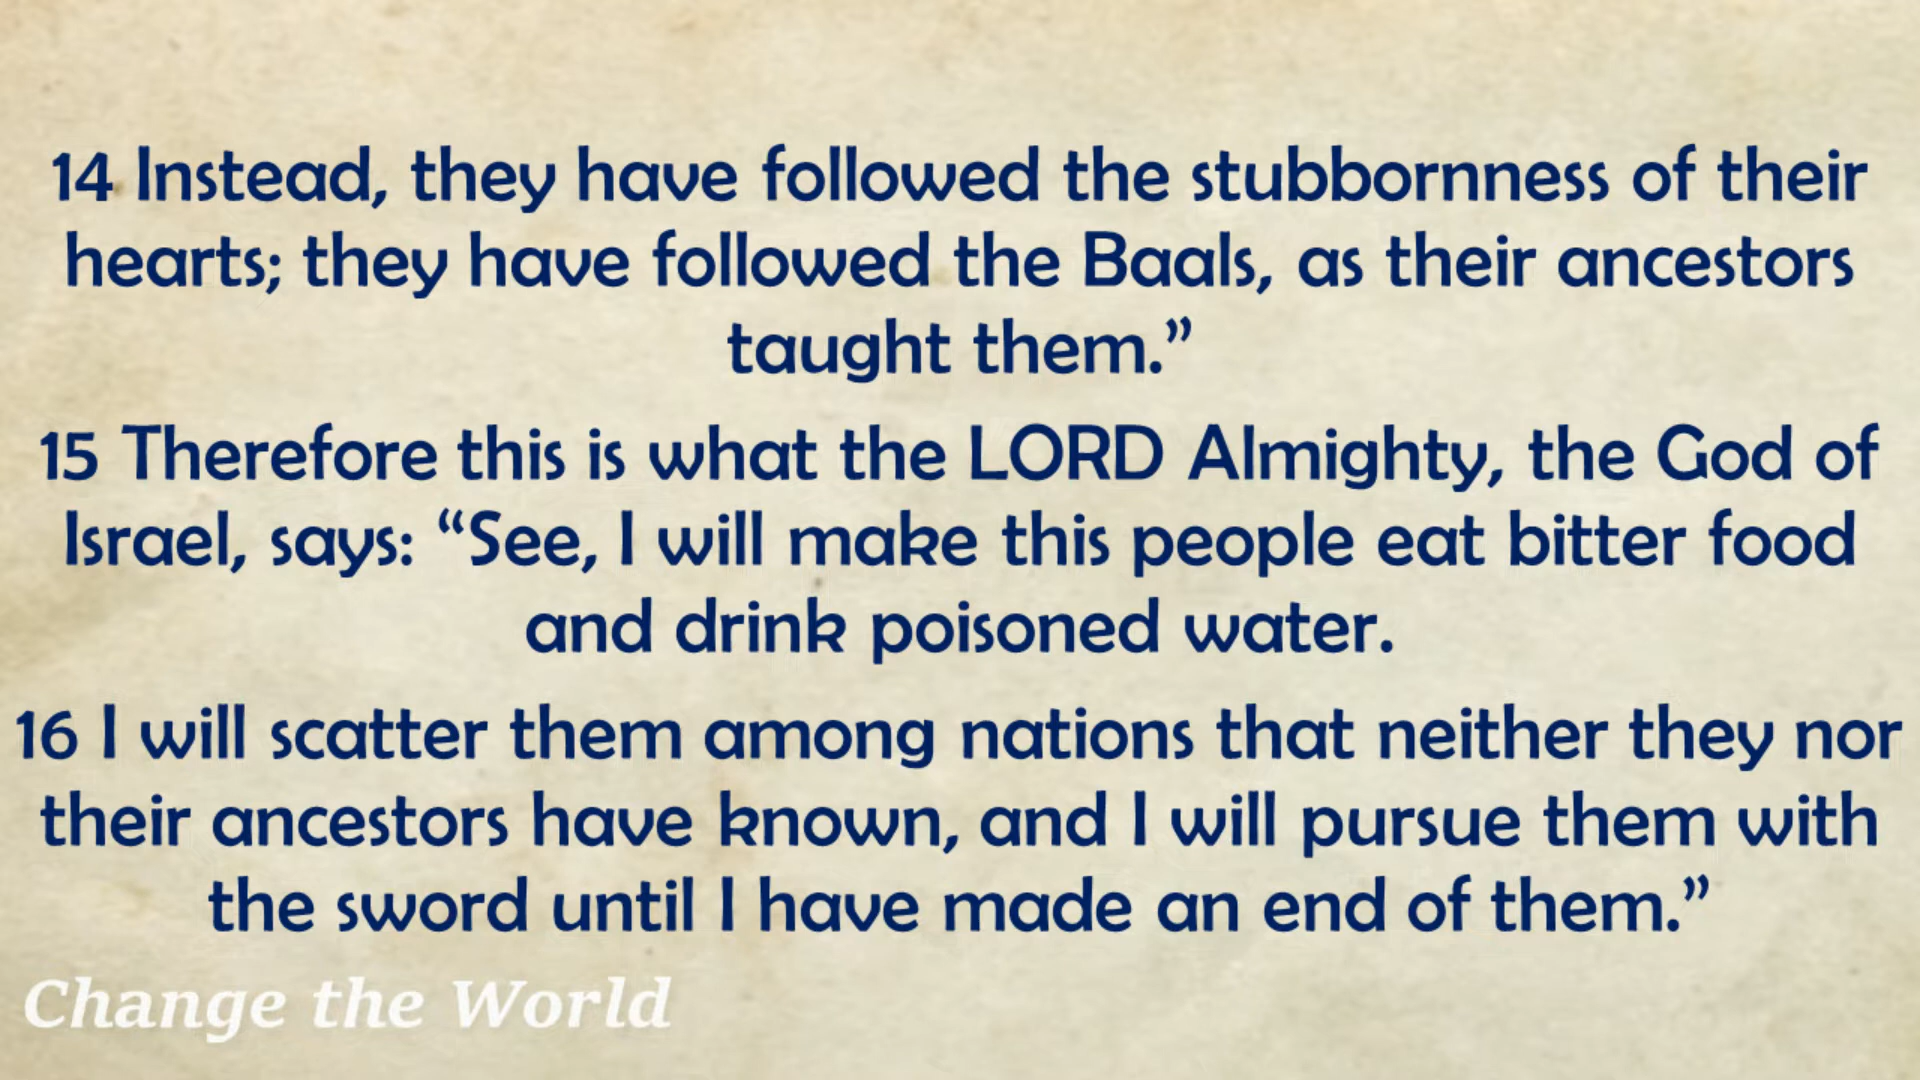 14 Instead, they have followed the stubbornness of their
hearts; they have followed the Baals, as their ancestors
taught them.”
15 Therefore this is what the LORD Almighty, the God of
Israel, says: “See, I will make this people eat bitter food
and drink poisoned water.
16 I will scatter them among nations that neither they nor
their ancestors have known, and I will pursue them with
the sword until I have made an end of them.”
Change the World